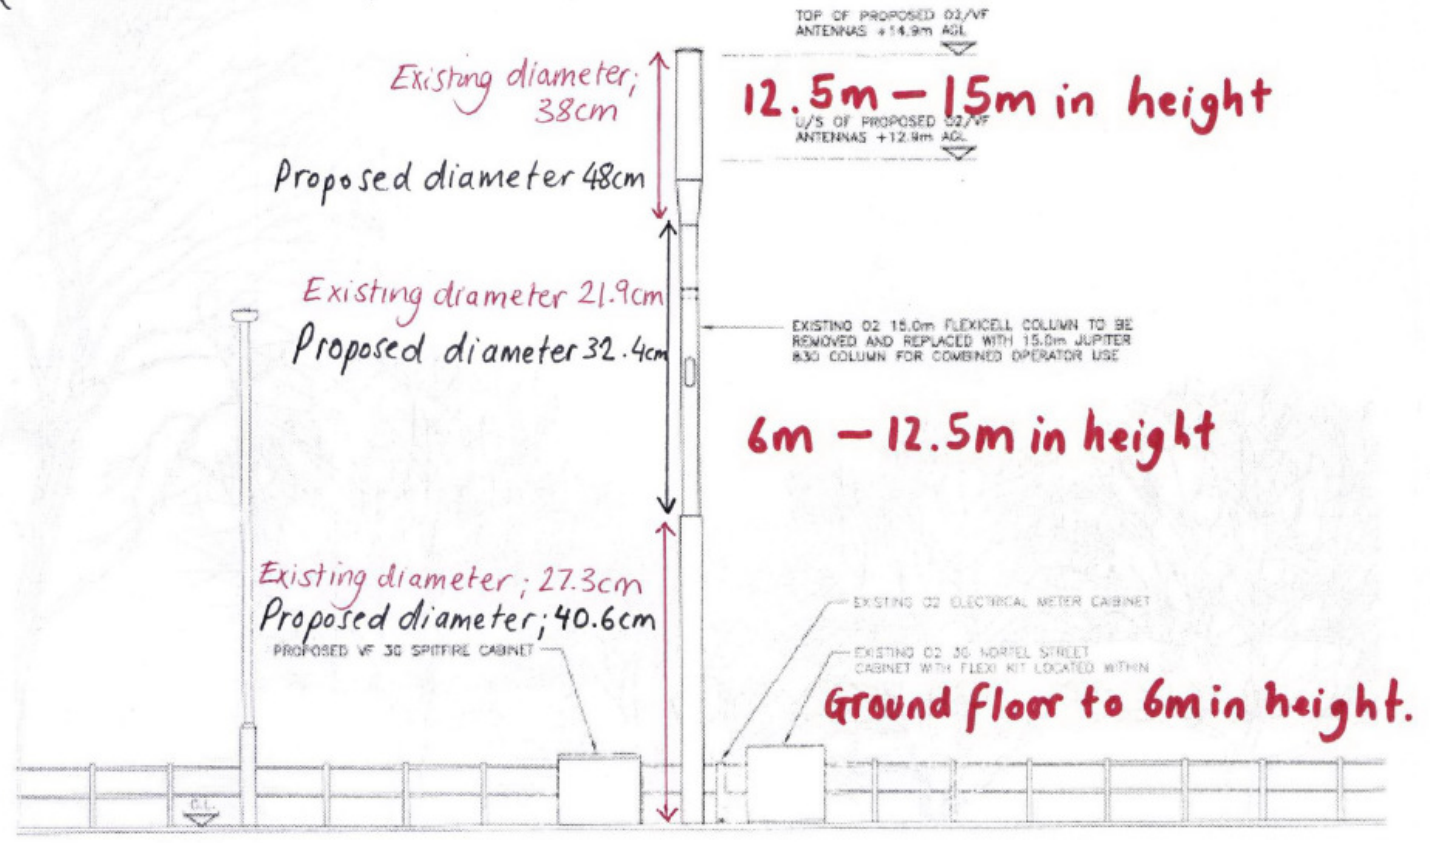 TOP OF PROPOSED O2/VF
ANTENNAS +14.9m AGL
Existing diameter;
38cm
12.5m – 15m in height
U/S OF PROPOSED O2/VF
ANTENNAS +12.9m AGL
Proposed diameter 48cm
Existing diameter 21.9cm
Proposed diameter 32.4cm
EXISTING O2 15.0m FLEXICELL COLUMN TO BE
REMOVED AND REPLACED WITH 15.0m JUPITER
830 COLUMN FOR COMBINED OPERATOR USE
6m – 12.5m in height
Existing diameter; 27.3cm
Proposed diameter; 40.6cm
PROPOSED VF 3G SPITFIRE CABINET
EXISTING O2 ELECTRICAL METER CABINET
EXISTING O2 3G NORTEL STREET
CABINET WITH FLEXI KIT LOCATED WITHIN
Ground floor to 6m in height.
G.L.